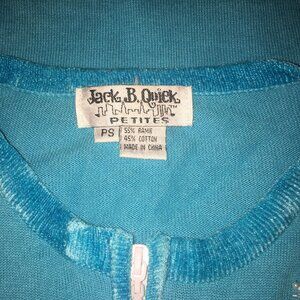 Jack. B. Quick
PETITES
PS
55% RAMIE
45% COTTON
MADE IN CHINA